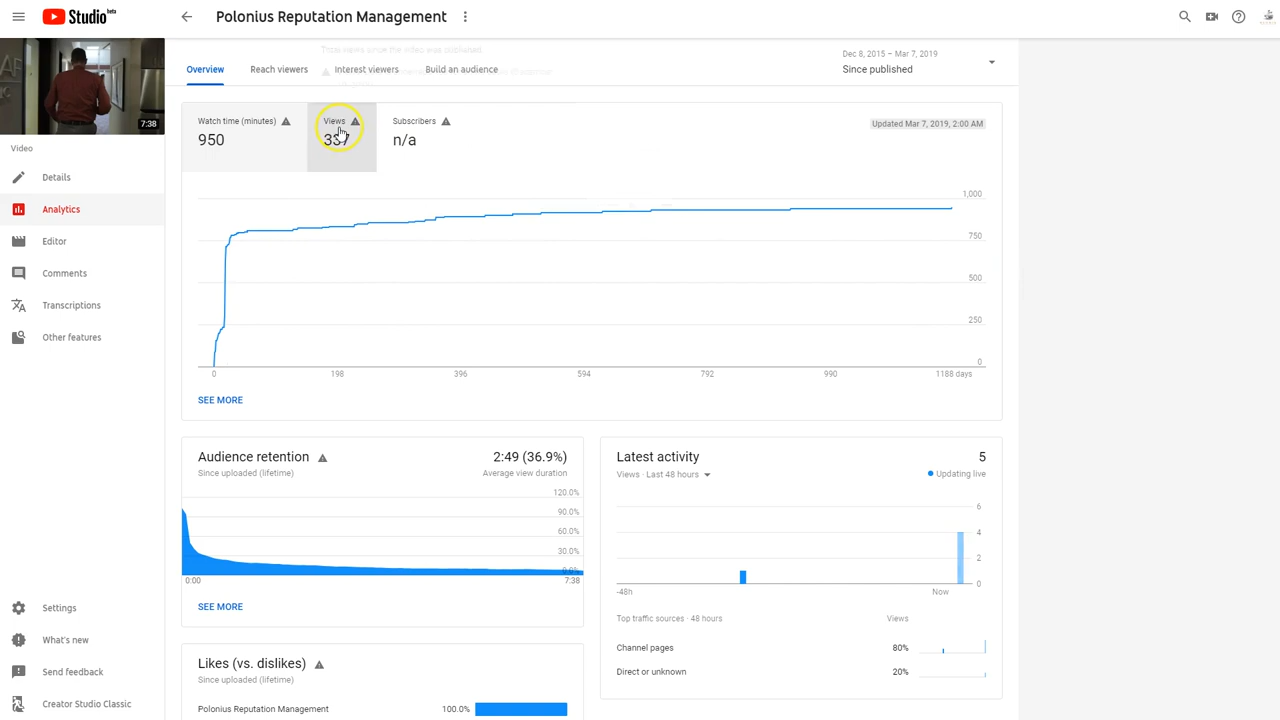 Studio beta
Polonius Reputation Management
7:38
Video
Details
Analytics
Editor
Comments
Transcriptions
Other features
Settings
What's new
Send feedback
Creator Studio Classic
Overview
Reach viewers
Interest viewers
Build an audience
Dec 8, 2015 – Mar 7, 2019
Since published
Watch time (minutes)
950
Views
337
Subscribers
n/a
Updated Mar 7, 2019, 2:00 AM
1,000
750
500
250
0
0 198 396 594 792 990 1188 days
SEE MORE
Audience retention
Since uploaded (lifetime)
2:49 (36.9%)
Average view duration
120.0%
90.0%
60.0%
30.0%
0.0%
0:00 7:38
SEE MORE
Likes (vs. dislikes)
Since uploaded (lifetime)
Polonius Reputation Management 100.0%
Latest activity
5
Views · Last 48 hours
Updating live
6
4
2
0
-48h Now
Top traffic sources · 48 hours Views
Channel pages 80%
Direct or unknown 20%